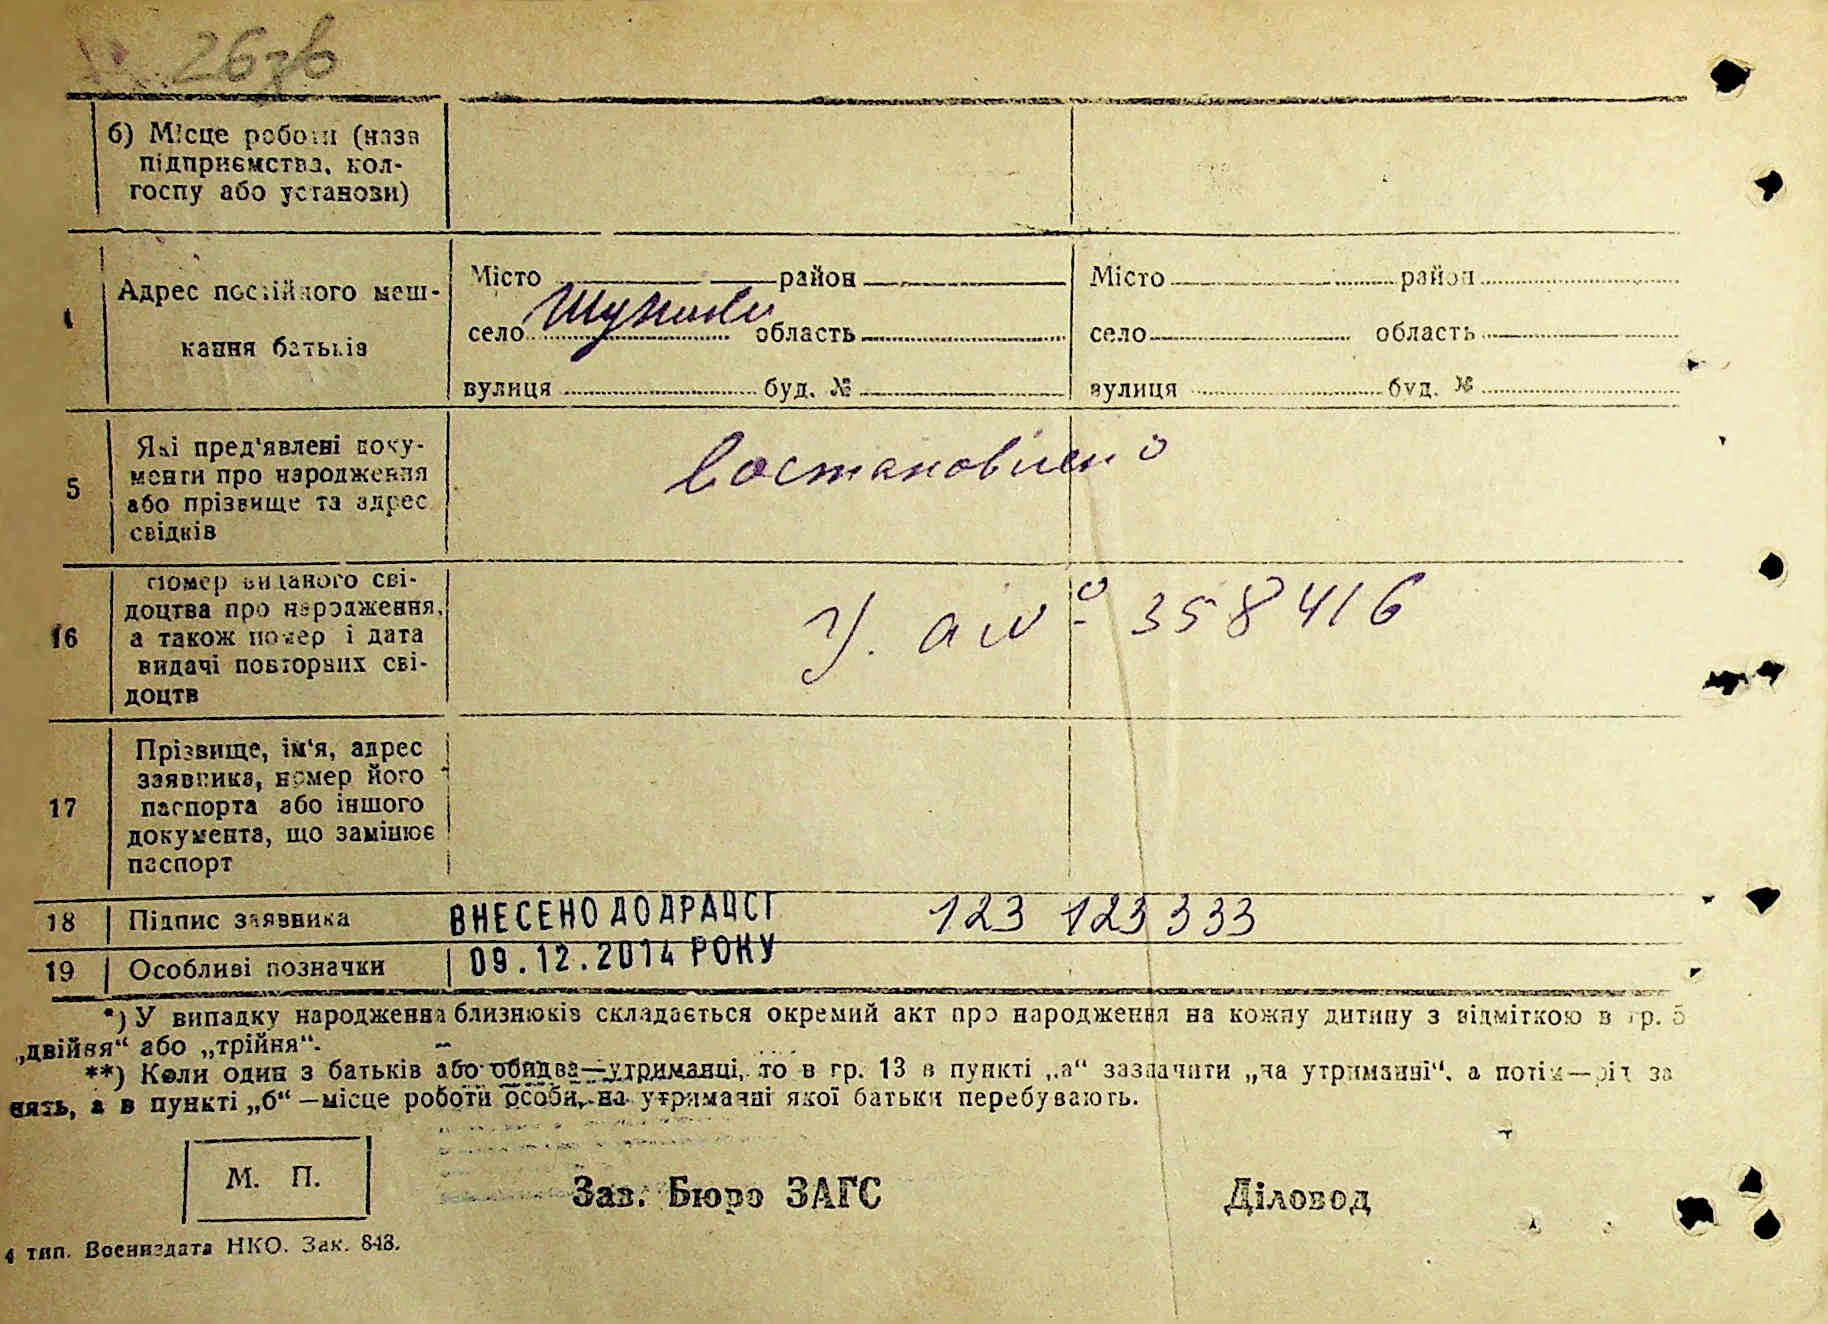 267в
б) Місце роботи (назва
підприємства, кол-
госпу або установи)
Адрес постійного меш-
кання батьків
Місто район
село область
вулиця буд. №
Місто район
село область
вулиця буд. №
5 Які пред'явлені доку-
менти про народження
або прізвище та адрес
свідків
Востановлено
16 Номер виданого сві-
доцтва про народження,
а також номер і дата
видачі повторних сві-
доцтв
У. а № 358416
17 Прізвище, ім'я, адрес
заявника, номер його
паспорта або іншого
документа, що замінює
паспорт
18 Підпис заявника ВНЕСЕНО ДО ДРАЦСГ 123 123 333
19 Особливі позначки 09.12.2014 РОКУ
*) У випадку народження близнюків складається окремий акт про народження на кожну дитину з відміткою в гр. 5
„двійня“ або „трійня“.
**) Коли один з батьків або обидва—утриманці, то в гр. 13 в пункті „а“ зазначити „на утриманні“, а потім—рід за
нять, а в пункті „б“—місце роботи особи, на утриманні якої батьки перебувають.
М. П.
Зав. Бюро ЗАГС Діловод
4 тип. Воениздата НКО. Зак. 848.